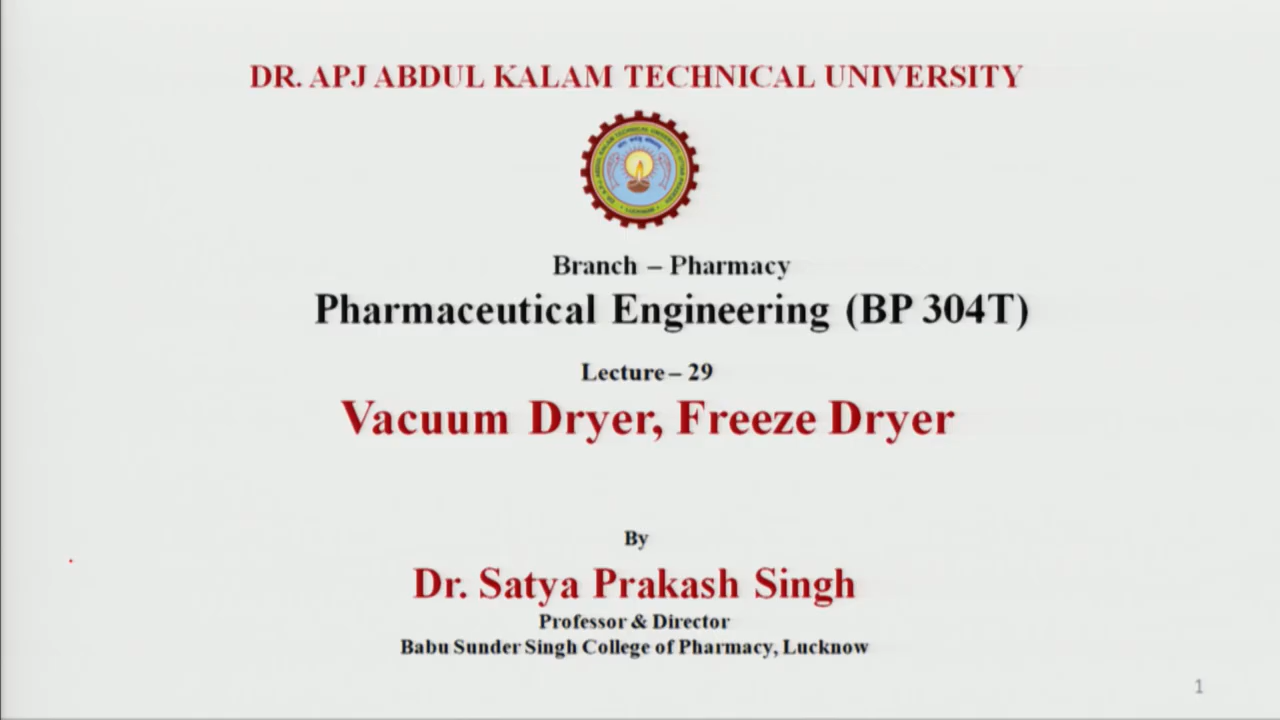 DR. APJ ABDUL KALAM TECHNICAL UNIVERSITY
Branch – Pharmacy
Pharmaceutical Engineering (BP 304T)
Lecture – 29
Vacuum Dryer, Freeze Dryer
By
Dr. Satya Prakash Singh
Professor & Director
Babu Sunder Singh College of Pharmacy, Lucknow
1